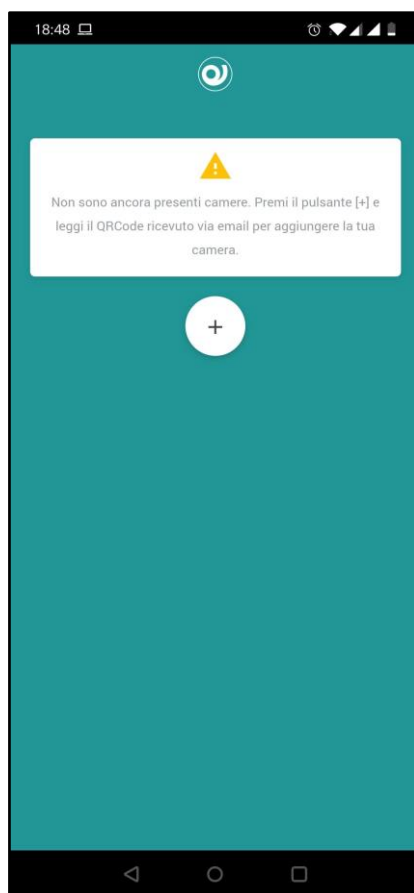 18:48
Non sono ancora presenti camere. Premi il pulsante [+] e
leggi il QRCode ricevuto via email per aggiungere la tua
camera.
+